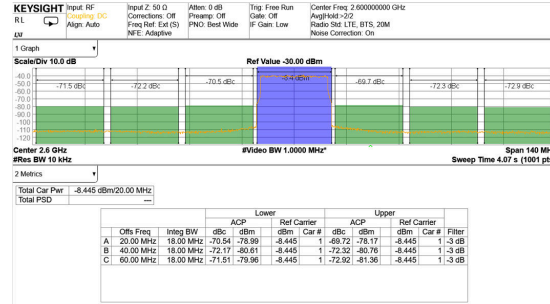 KEYSIGHT Input: RF Input Z: 50 Ω Atten: 0 dB Trig: Free Run Center Freq: 2.600000000 GHz
RL Coupling: DC Corrections: Off Preamp: Off Gate: Off Avg|Hold:>2/2
Align: Auto Freq Ref: Ext (S) PNO: Best Wide IF Gain: Low Radio Std: LTE, BTS, 20M
LXI NFE: Adaptive Noise Correction: On
1 Graph
Scale/Div 10.0 dB Ref Value -30.00 dBm
-40.0
-50.0
-60.0
-70.0
-80.0
-90.0
-100
-110
-120
-71.5 dBc -72.2 dBc -70.5 dBc -8.4 dBm -69.7 dBc -72.3 dBc -72.9 dBc
Center 2.6 GHz #Video BW 1.0000 MHz* Span 140 MHz
#Res BW 10 kHz Sweep Time 4.07 s (1001 pts)
2 Metrics
Total Car Pwr -8.445 dBm/20.00 MHz
Total PSD ---
Lower Upper
ACP Ref Carrier ACP Ref Carrier
Offs Freq Integ BW dBc dBm dBm Car # dBc dBm dBm Car # Filter
A 20.00 MHz 18.00 MHz -70.54 -78.99 -8.445 1 -69.72 -78.17 -8.445 1 -3 dB
B 40.00 MHz 18.00 MHz -72.17 -80.61 -8.445 1 -72.32 -80.76 -8.445 1 -3 dB
C 60.00 MHz 18.00 MHz -71.51 -79.96 -8.445 1 -72.92 -81.36 -8.445 1 -3 dB